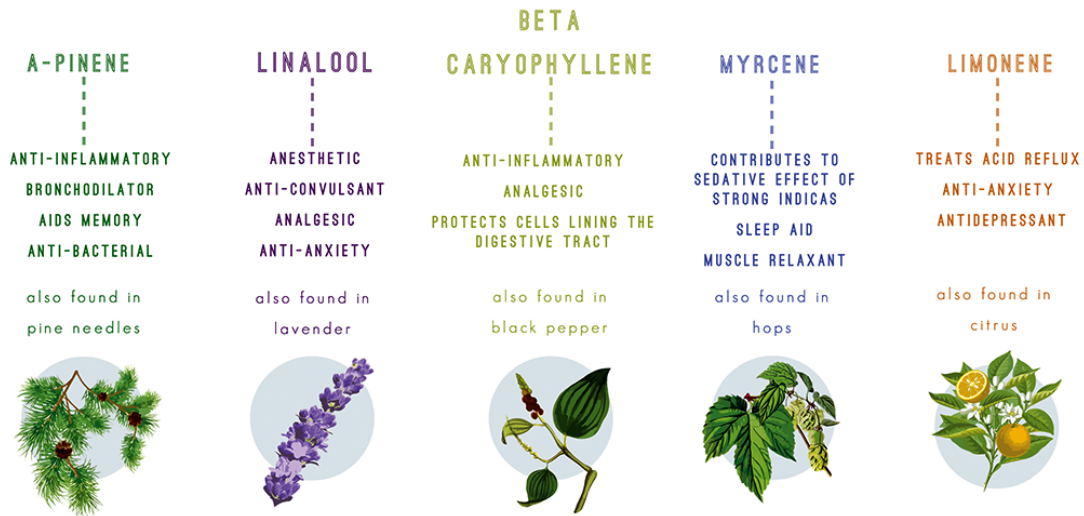 A-PINENE
ANTI-INFLAMMATORY
BRONCHODILATOR
AIDS MEMORY
ANTI-BACTERIAL
also found in
pine needles
LINALOOL
ANESTHETIC
ANTI-CONVULSANT
ANALGESIC
ANTI-ANXIETY
also found in
lavender
BETA
CARYOPHYLLENE
ANTI-INFLAMMATORY
ANALGESIC
PROTECTS CELLS LINING THE
DIGESTIVE TRACT
also found in
black pepper
MYRCENE
CONTRIBUTES TO
SEDATIVE EFFECT OF
STRONG INDICAS
SLEEP AID
MUSCLE RELAXANT
also found in
hops
LIMONENE
TREATS ACID REFLUX
ANTI-ANXIETY
ANTIDEPRESSANT
also found in
citrus